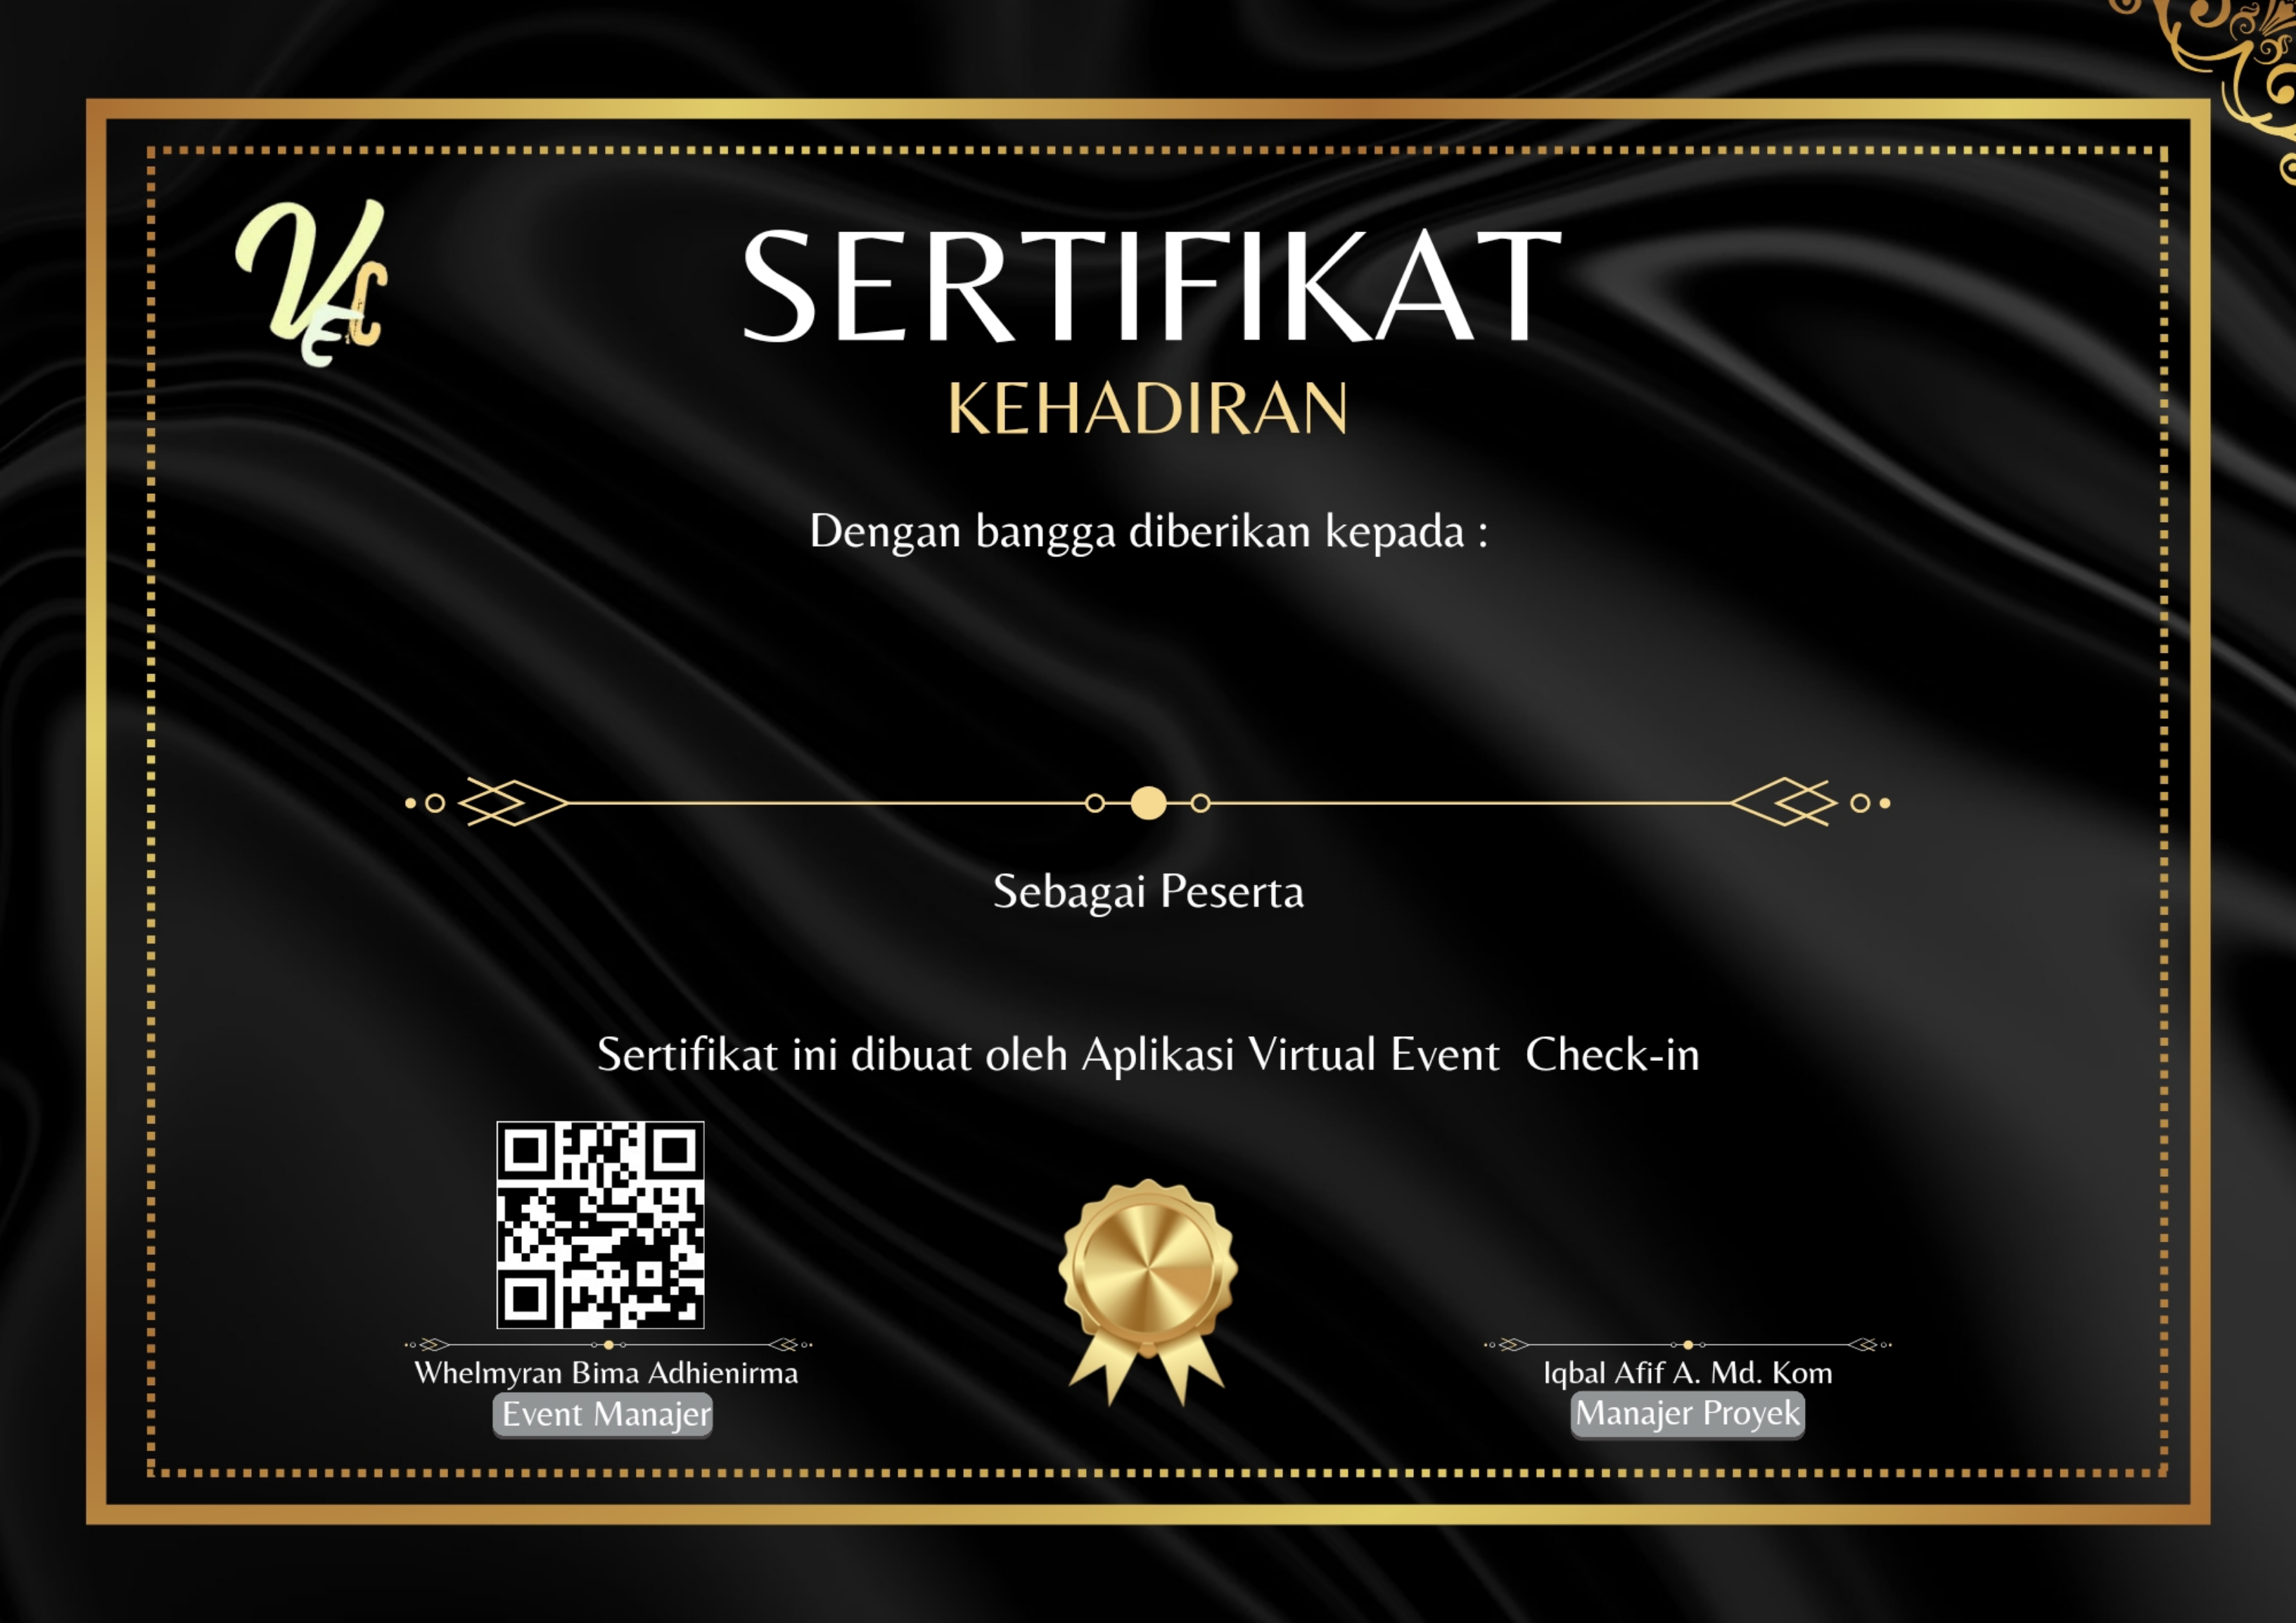 VEC
SERTIFIKAT
KEHADIRAN
Dengan bangga diberikan kepada :
Sebagai Peserta
Sertifikat ini dibuat oleh Aplikasi Virtual Event Check-in
Whelmyran Bima Adhienirma
Event Manajer
Iqbal Afif A. Md. Kom
Manajer Proyek